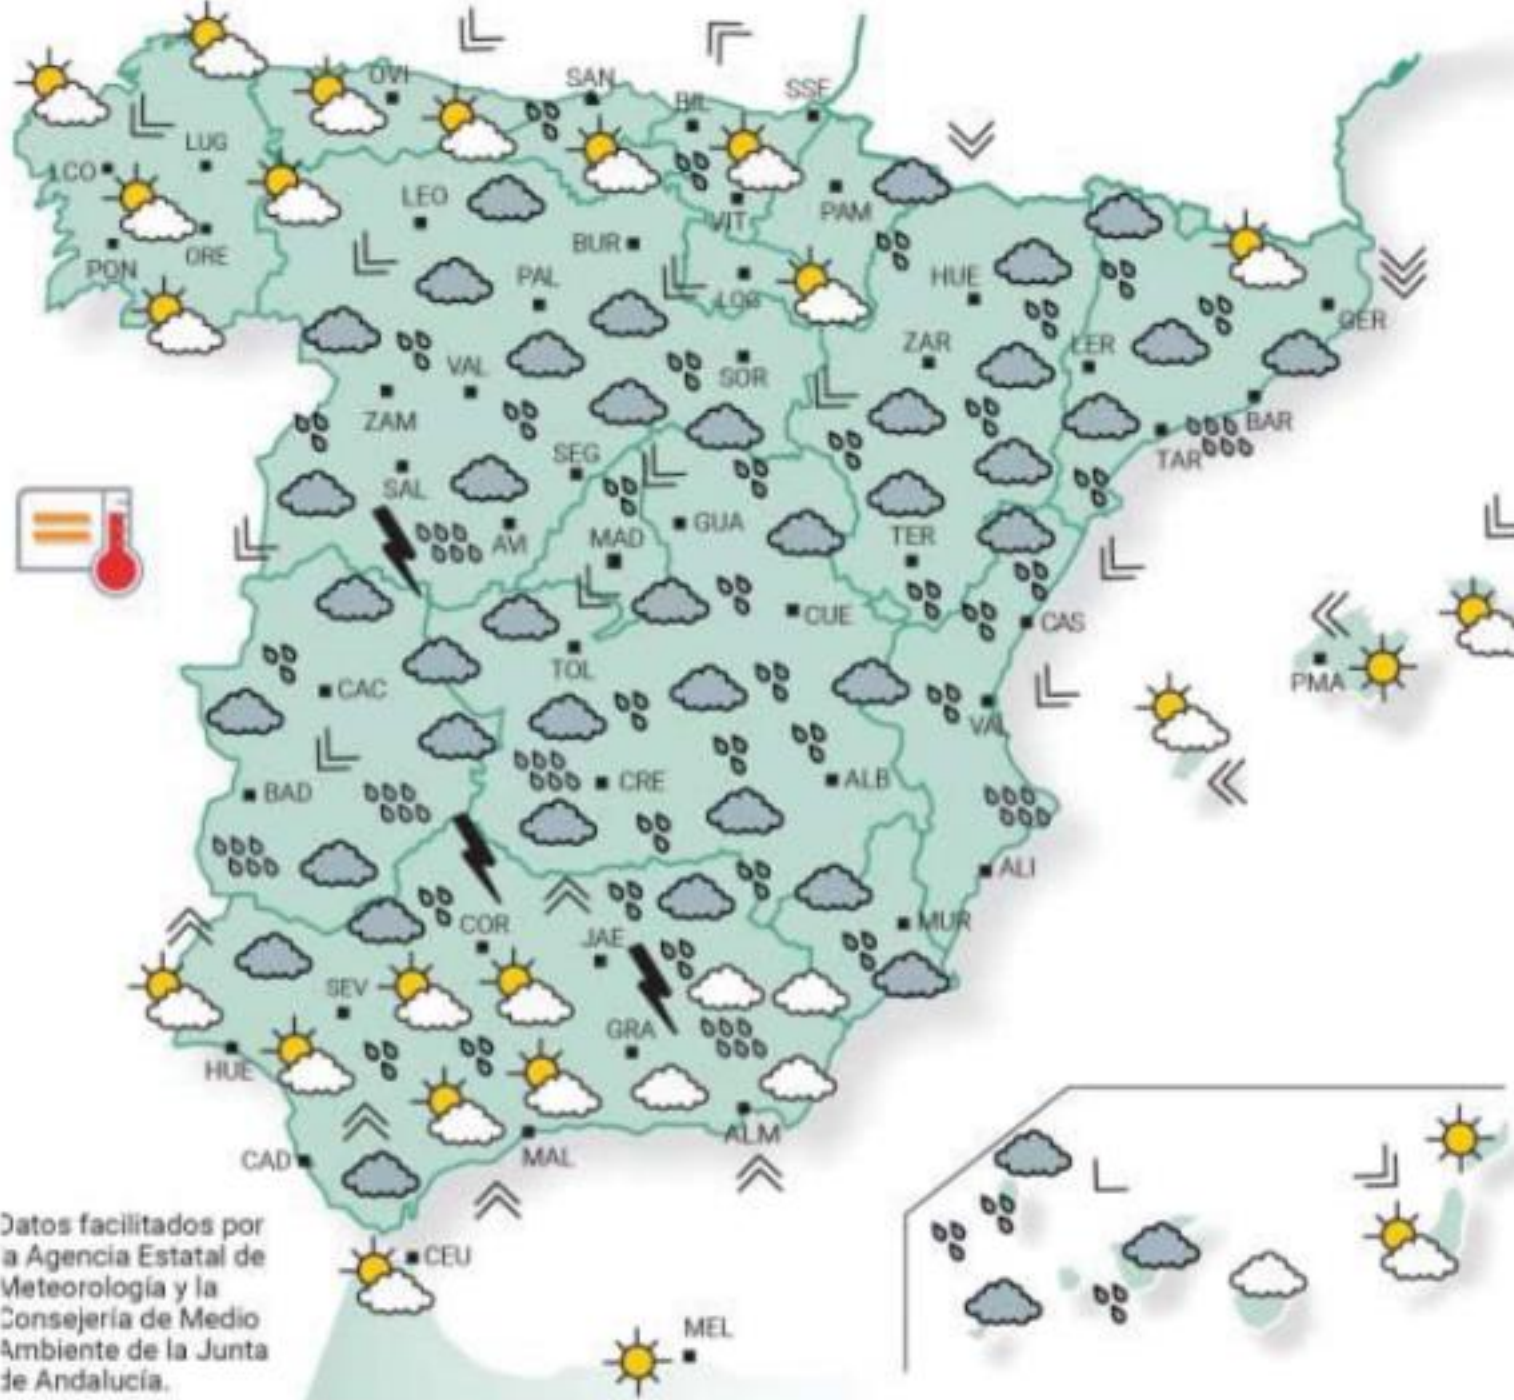 OVI
SAN
BIL
SSE
LUG
LCO
LEO
VIT
PAM
PON
ORE
BUR
PAL
LOG
HUE
GER
ZAR
LER
VAL
SOR
ZAM
BAR
TAR
SEG
SAL
AVI
MAD
GUA
TER
CUE
CAS
TOL
CAC
PMA
VAL
BAD
CRE
ALB
ALI
COR
MUR
JAE
SEV
GRA
HUE
CAD
MAL
ALM
Datos facilitados por
la Agencia Estatal de
Meteorología y la
Consejería de Medio
Ambiente de la Junta
de Andalucía.
CEU
MEL